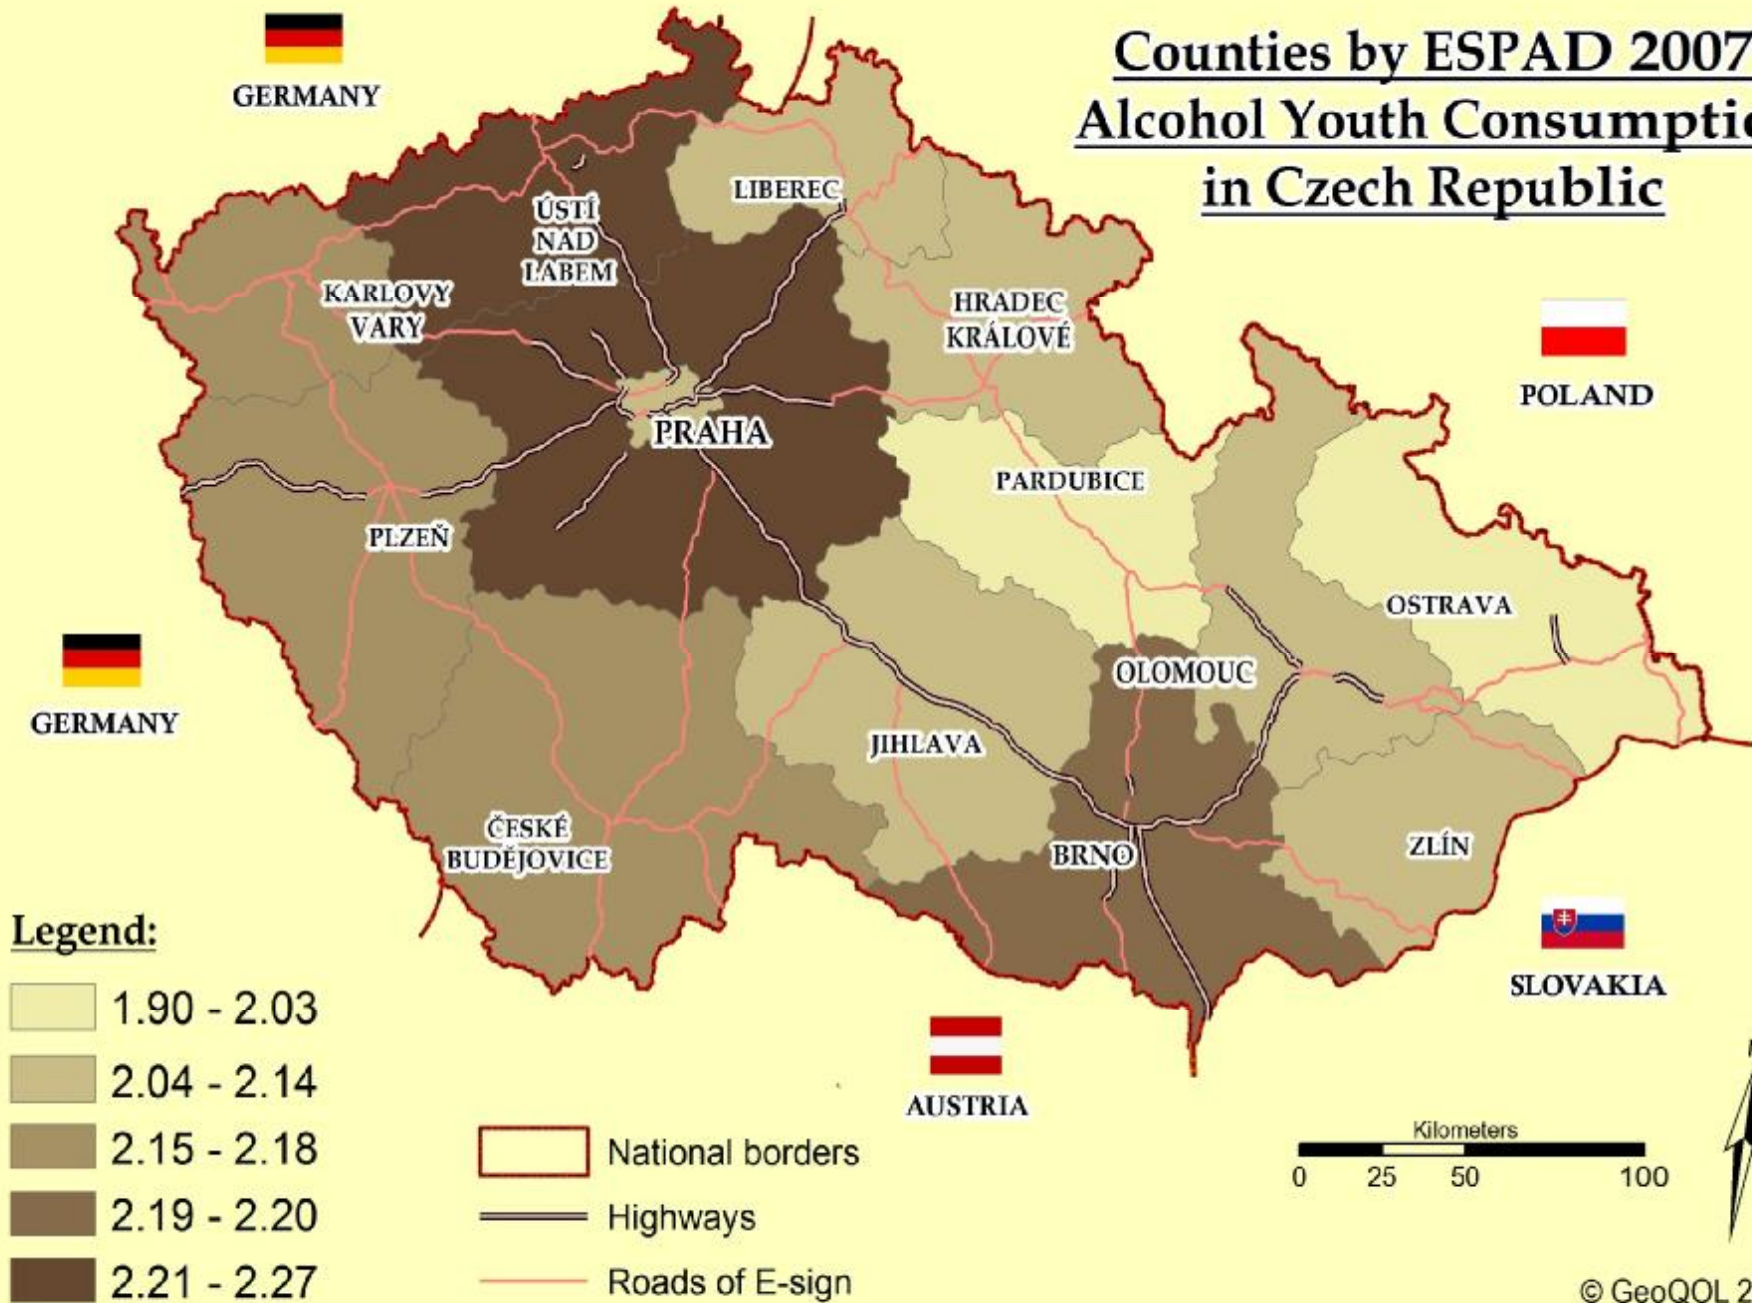 Counties by ESPAD 2007
Alcohol Youth Consumptio
in Czech Republic
GERMANY
LIBEREC
ÚSTÍ
NAD
LABEM
KARLOVY
VARY
HRADEC
KRÁLOVÉ
POLAND
PRAHA
PARDUBICE
PLZEŇ
OSTRAVA
OLOMOUC
GERMANY
JIHLAVA
ČESKÉ
BUDĚJOVICE
BRNO
ZLÍN
SLOVAKIA
AUSTRIA
Legend:
1.90 - 2.03
2.04 - 2.14
2.15 - 2.18
2.19 - 2.20
2.21 - 2.27
National borders
Highways
Roads of E-sign
Kilometers
0 25 50 100
© GeoQOL 2